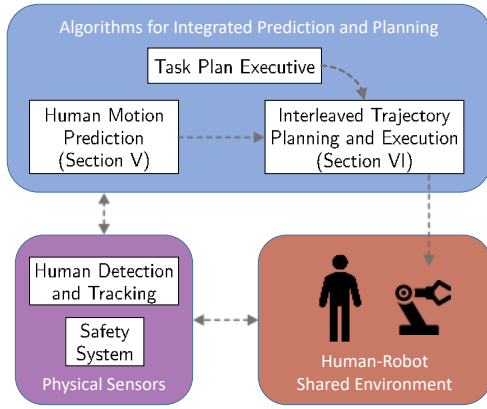 Algorithms for Integrated Prediction and Planning
Task Plan Executive
Human Motion
Prediction
(Section V)
Interleaved Trajectory
Planning and Execution
(Section VI)
Human Detection
and Tracking
Safety
System
Physical Sensors
Human-Robot
Shared Environment